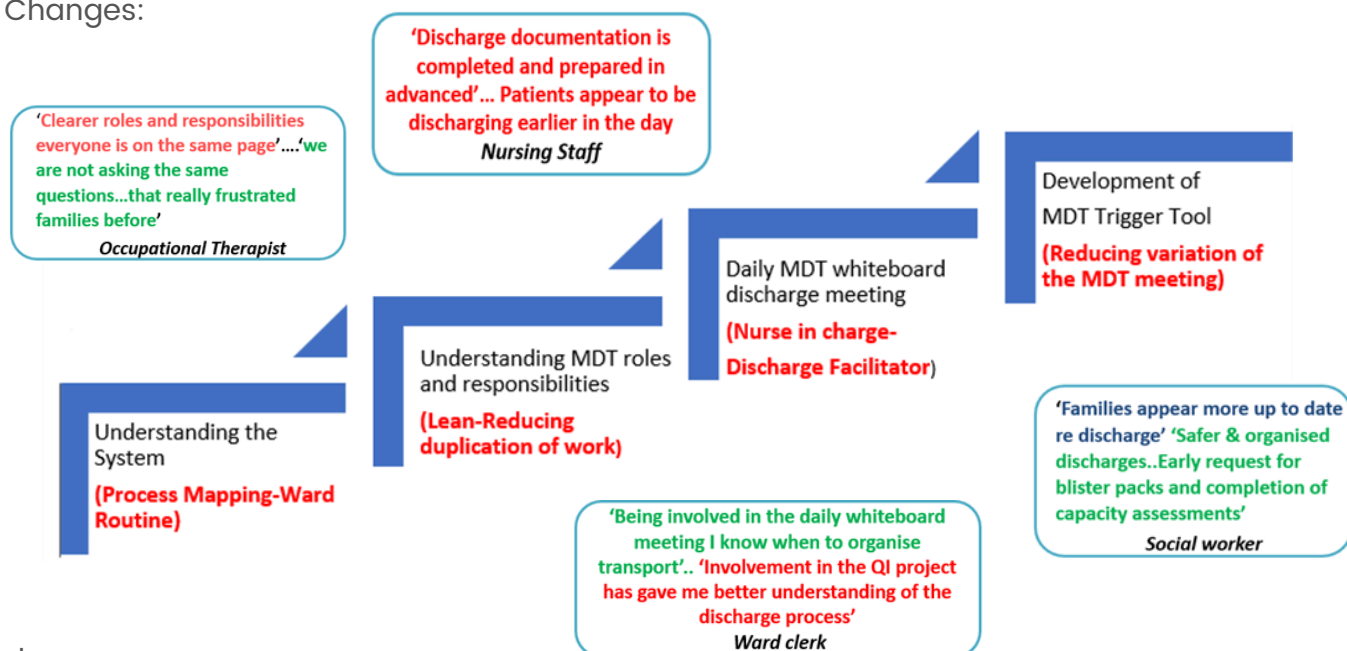 Changes:
‘Discharge documentation is
completed and prepared in
advanced’... Patients appear to be
discharging earlier in the day
Nursing Staff
‘Clearer roles and responsibilities
everyone is on the same page’....‘we
are not asking the same
questions...that really frustrated
families before’
Occupational Therapist
Understanding the
System
(Process Mapping-Ward
Routine)
Understanding MDT roles
and responsibilities
(Lean-Reducing
duplication of work)
Daily MDT whiteboard
discharge meeting
(Nurse in charge-
Discharge Facilitator)
Development of
MDT Trigger Tool
(Reducing variation of
the MDT meeting)
‘Being involved in the daily whiteboard
meeting I know when to organise
transport’.. ‘Involvement in the QI project
has gave me better understanding of the
discharge process’
Ward clerk
‘Families appear more up to date
re discharge’ ‘Safer & organised
discharges..Early request for
blister packs and completion of
capacity assessments’
Social worker